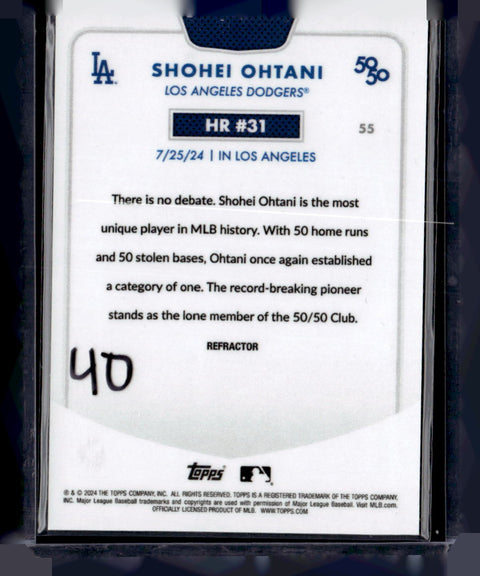 LA
SHOHEI OHTANI
50
50
LOS ANGELES DODGERS®
HR #31
55
7/25/24 | IN LOS ANGELES
There is no debate. Shohei Ohtani is the most
unique player in MLB history. With 50 home runs
and 50 stolen bases, Ohtani once again established
a category of one. The record-breaking pioneer
stands as the lone member of the 50/50 Club.
REFRACTOR
40
topps
® & © 2024 THE TOPPS COMPANY, INC. ALL RIGHTS RESERVED. TOPPS IS A REGISTERED TRADEMARK OF THE TOPPS COMPANY,
INC. Major League Baseball trademarks and copyrights are used with permission of Major League Baseball. Visit MLB.com.
OFFICIALLY LICENSED PRODUCT OF MLB. WWW.TOPPS.COM